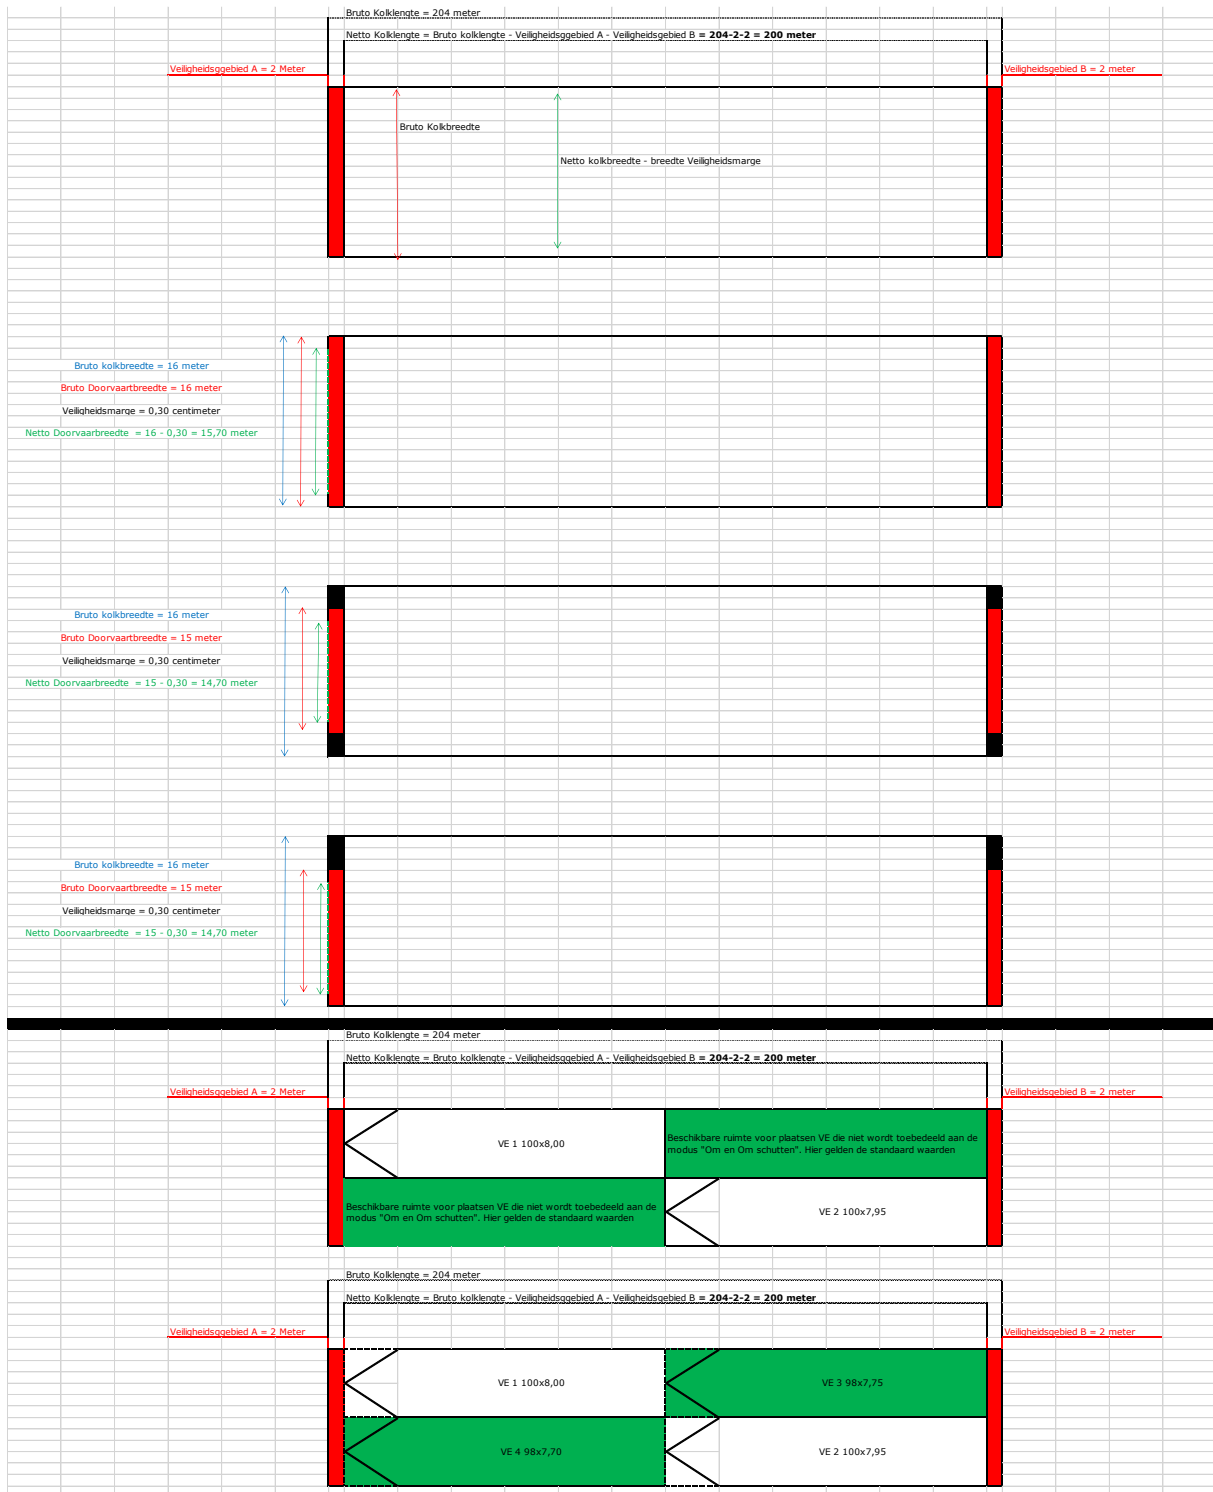 Bruto Kolklengte = 204 meter
Netto Kolklengte = Bruto kolklengte - Veiligheidsggebied A - Veiligheidsgebied B = 204-2-2 = 200 meter
Veiligheidsggebied A = 2 Meter
Veiligheidsgebied B = 2 meter
Bruto Kolkbreedte
Netto kolkbreedte - breedte Veiligheidsmarge
Bruto kolkbreedte = 16 meter
Bruto Doorvaartbreedte = 16 meter
Veiligheidsmarge = 0,30 centimeter
Netto Doorvaarbreedte = 16 - 0,30 = 15,70 meter
Bruto kolkbreedte = 16 meter
Bruto Doorvaartbreedte = 15 meter
Veiligheidsmarge = 0,30 centimeter
Netto Doorvaarbreedte = 15 - 0,30 = 14,70 meter
Bruto kolkbreedte = 16 meter
Bruto Doorvaartbreedte = 15 meter
Veiligheidsmarge = 0,30 centimeter
Netto Doorvaarbreedte = 15 - 0,30 = 14,70 meter
Bruto Kolklengte = 204 meter
Netto Kolklengte = Bruto kolklengte - Veiligheidsggebied A - Veiligheidsgebied B = 204-2-2 = 200 meter
Veiligheidsggebied A = 2 Meter
Veiligheidsgebied B = 2 meter
VE 1 100x8,00
Beschikbare ruimte voor plaatsen VE die niet wordt toebedeeld aan de
modus "Om en Om schutten". Hier gelden de standaard waarden
Beschikbare ruimte voor plaatsen VE die niet wordt toebedeeld aan de
modus "Om en Om schutten". Hier gelden de standaard waarden
VE 2 100x7,95
Bruto Kolklengte = 204 meter
Netto Kolklengte = Bruto kolklengte - Veiligheidsggebied A - Veiligheidsgebied B = 204-2-2 = 200 meter
Veiligheidsggebied A = 2 Meter
Veiligheidsgebied B = 2 meter
VE 1 100x8,00
VE 3 98x7,75
VE 4 98x7,70
VE 2 100x7,95